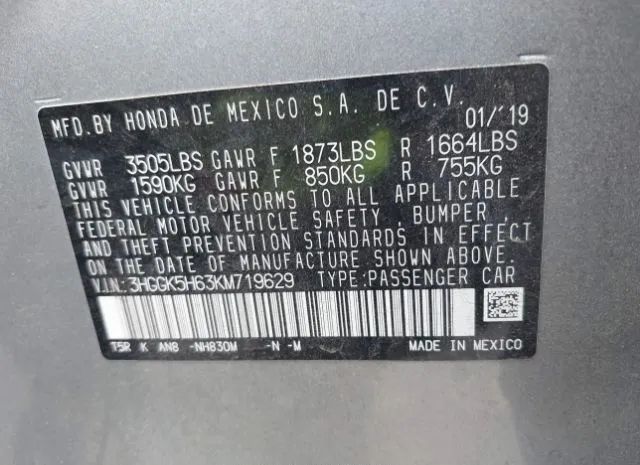 MFD.BY HONDA DE MEXICO S.A. DE C.V. 01/'19
GVWR 3505LBS GAWR F 1873LBS R 1664LBS
GVWR 1590KG GAWR F 850KG R 755KG
THIS VEHICLE CONFORMS TO ALL APPLICABLE
FEDERAL MOTOR VEHICLE SAFETY, BUMPER,
AND THEFT PREVENTION STANDARDS IN EFFECT
ON THE DATE OF MANUFACTURE SHOWN ABOVE.
V.I.N.:3HGGK5H63KM719629 TYPE:PASSENGER CAR
T5R K AN8 -NH830M -N -M MADE IN MEXICO